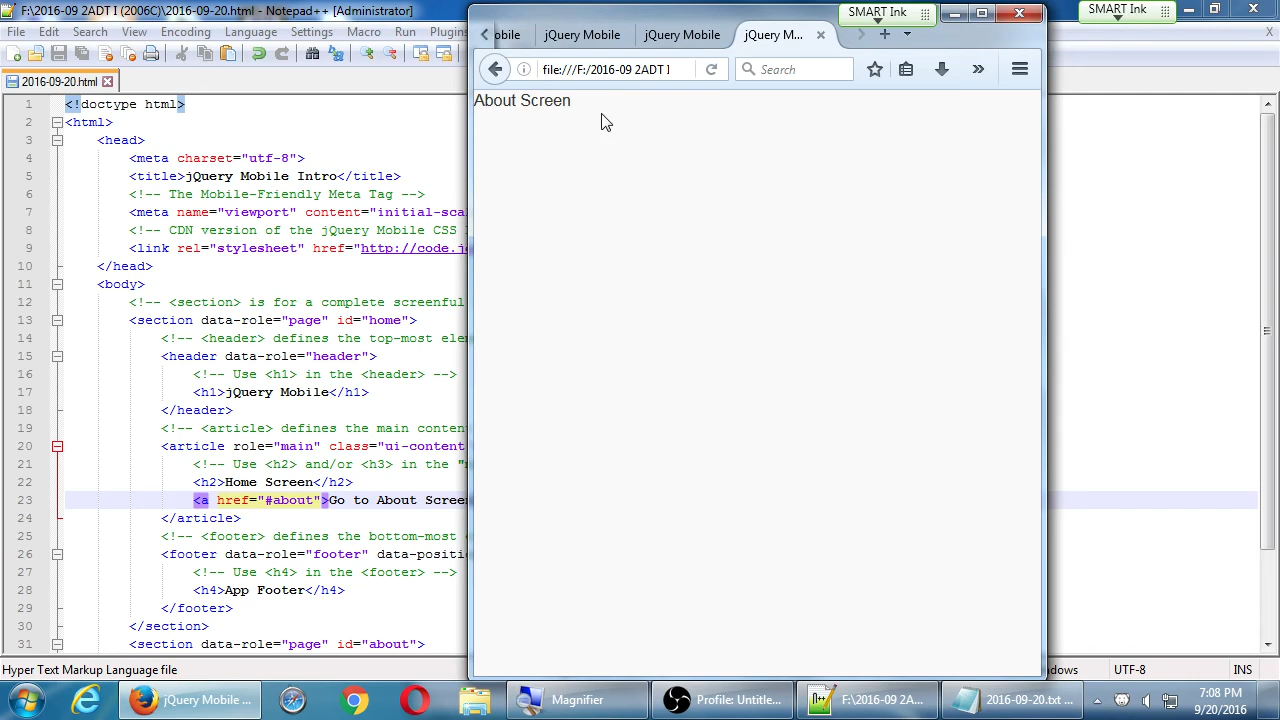 F:\2016-09 2ADT I (2006C)\2016-09-20.html - Notepad++ [Administrator]
SMART Ink
SMART Ink
File Edit Search View Encoding Language Settings Macro Run Plugins
X
2016-09-20.html
obile
jQuery Mobile
jQuery Mobile
jQuery M...
file:///F:/2016-09 2ADT I
Search
About Screen
1 <!doctype html>
2 <html>
3 <head>
4 <meta charset="utf-8">
5 <title>jQuery Mobile Intro</title>
6 <!-- The Mobile-Friendly Meta Tag -->
7 <meta name="viewport" content="initial-sca
8 <!-- CDN version of the jQuery Mobile CSS
9 <link rel="stylesheet" href="http://code.j
10 </head>
11 <body>
12 <!-- <section> is for a complete screenful
13 <section data-role="page" id="home">
14 <!-- <header> defines the top-most ele
15 <header data-role="header">
16 <!-- Use <h1> in the <header> -->
17 <h1>jQuery Mobile</h1>
18 </header>
19 <!-- <article> defines the main conten
20 <article role="main" class="ui-content
21 <!-- Use <h2> and/or <h3> in the "m
22 <h2>Home Screen</h2>
23 <a href="#about">Go to About Screen
24 </article>
25 <!-- <footer> defines the bottom-most
26 <footer data-role="footer" data-positi
27 <!-- Use <h4> in the <footer> -->
28 <h4>App Footer</h4>
29 </footer>
30 </section>
31 <section data-role="page" id="about">
Hyper Text Markup Language file
dows
UTF-8
INS
jQuery Mobile ...
Magnifier
Profile: Untitle...
F:\2016-09 2A...
2016-09-20.txt ...
7:08 PM
9/20/2016